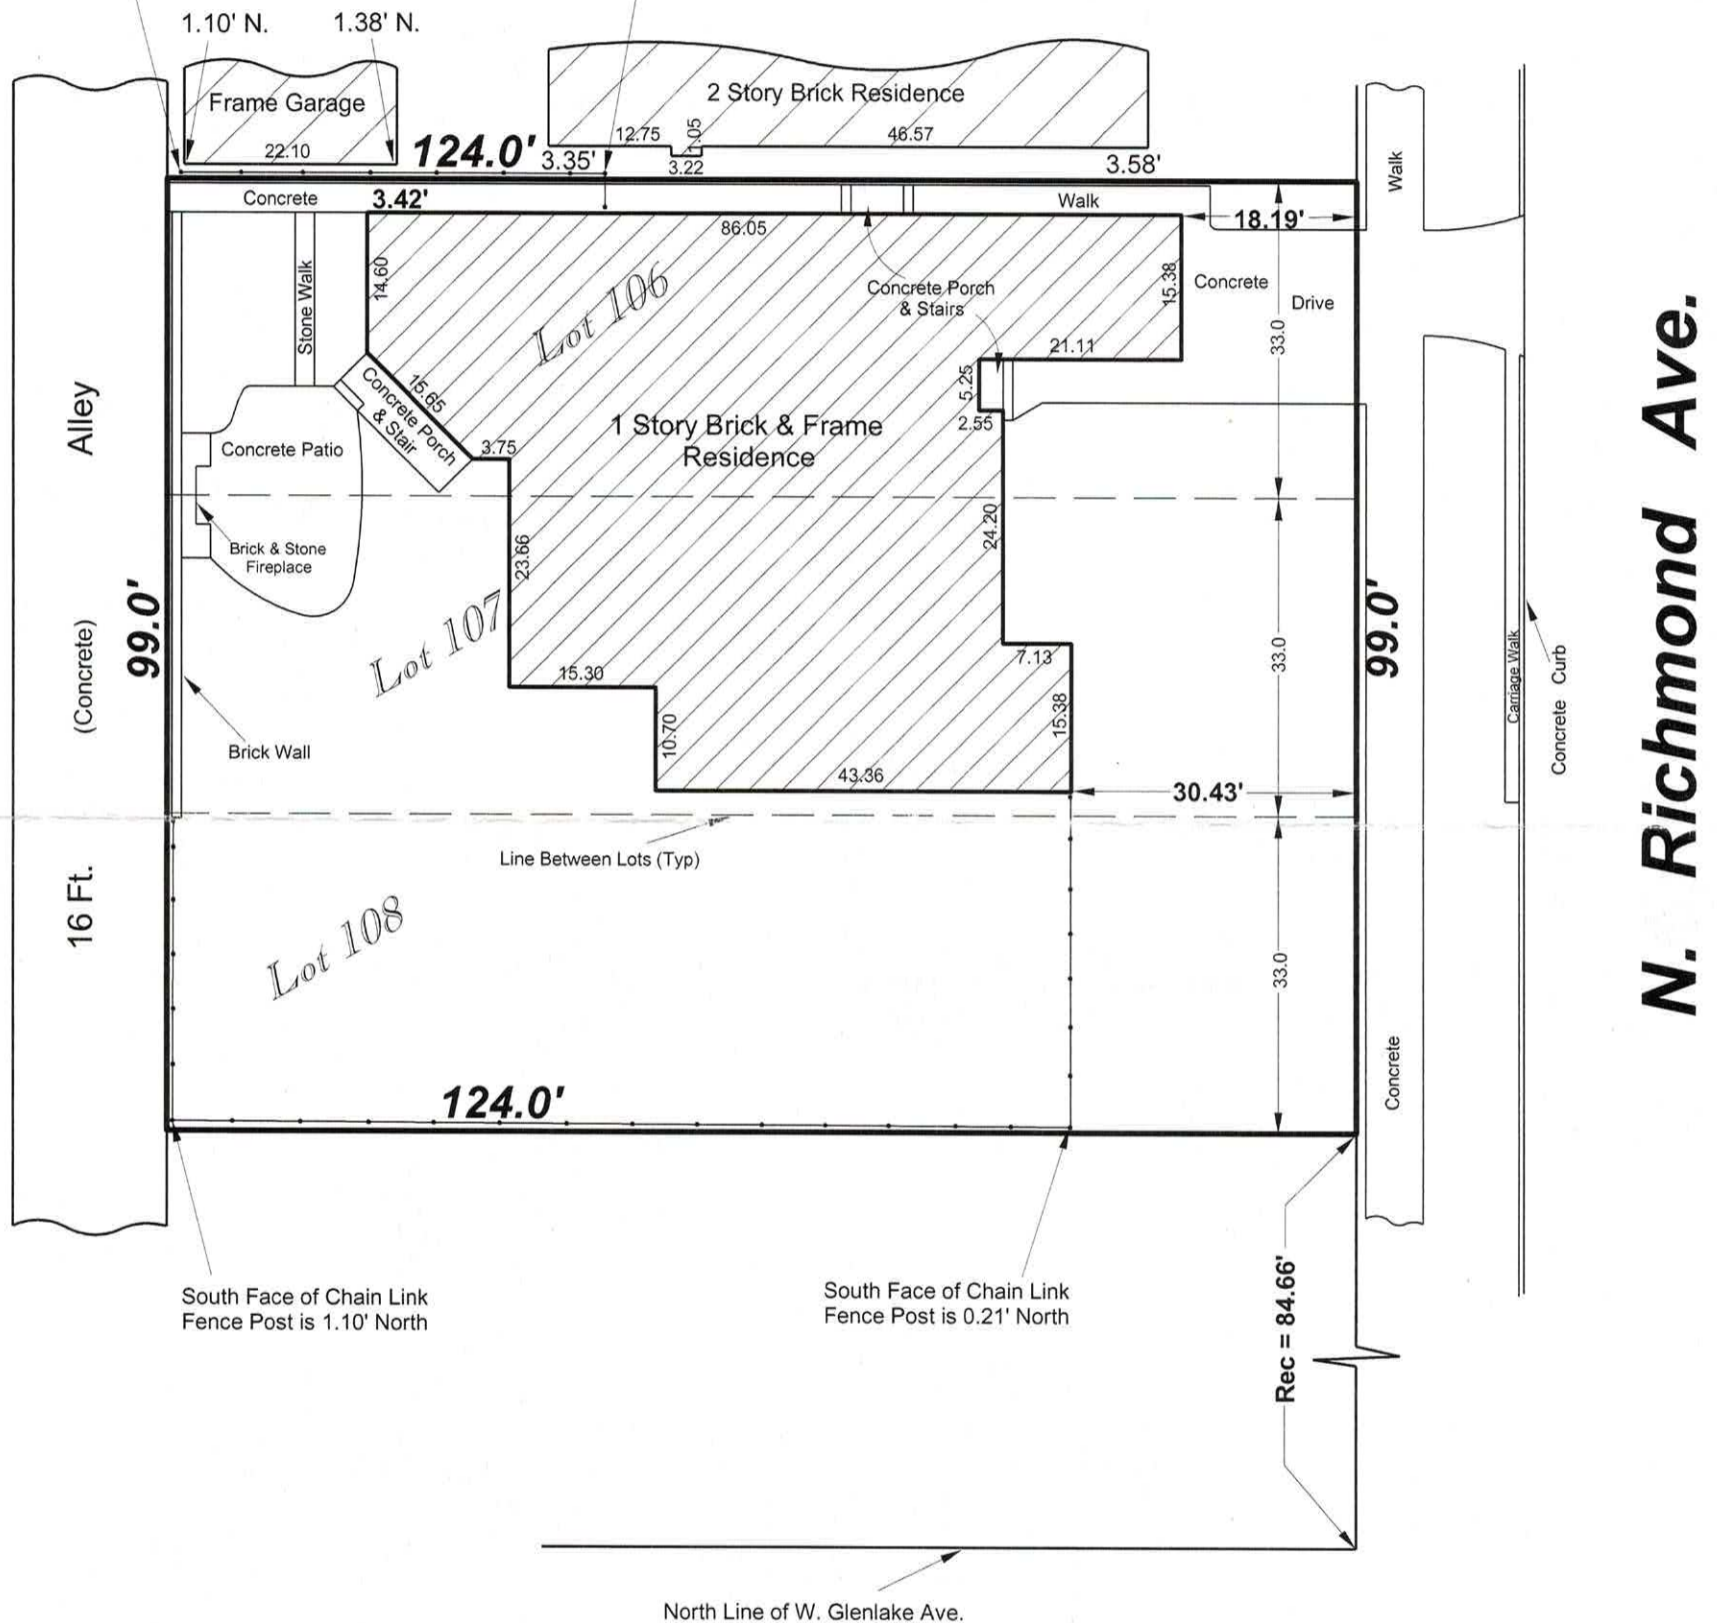 1.10' N.
1.38' N.
Frame Garage
22.10
124.0'
2 Story Brick Residence
12.75
1.05
46.57
3.35'
3.22
3.58'
Concrete
3.42'
Walk
86.05
18.19'
14.60
Stone Walk
Lot 106
Concrete Porch
& Stairs
15.38
Concrete
Drive
33.0
21.11
5.25
2.55
15.65
Concrete Porch
& Stair
3.75
1 Story Brick & Frame
Residence
Concrete Patio
Brick & Stone
Fireplace
23.66
24.20
Lot 107
99.0'
33.0
99.0'
7.13
15.30
10.70
15.38
43.36
30.43'
Brick Wall
Line Between Lots (Typ)
Lot 108
33.0
124.0'
16 Ft.
(Concrete)
Alley
Walk
Concrete
Carriage Walk
Concrete Curb
N. Richmond Ave.
South Face of Chain Link
Fence Post is 1.10' North
South Face of Chain Link
Fence Post is 0.21' North
Rec = 84.66'
North Line of W. Glenlake Ave.